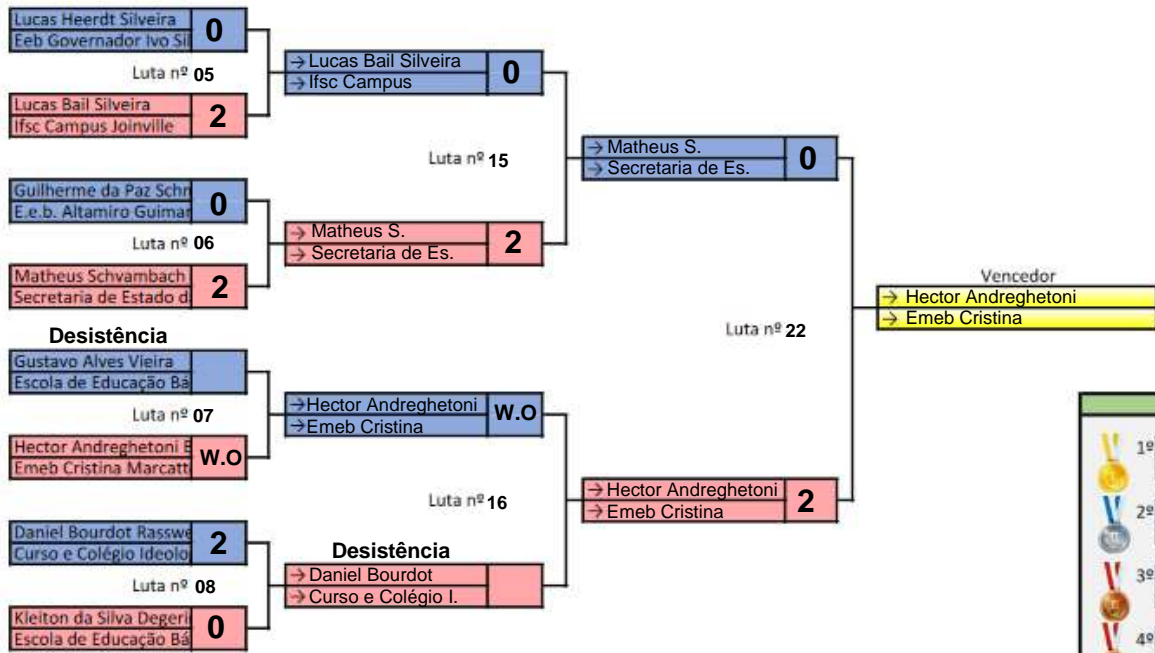 Lucas Heerdt Silveira
Eeb Governador Ivo Sil
0
Luta nº 05
Lucas Bail Silveira
Ifsc Campus Joinville
2
→ Lucas Bail Silveira
→ Ifsc Campus
0
Luta nº 15
Guilherme da Paz Schr
E.e.b. Altamiro Guimar
0
Luta nº 06
Matheus Schvambach
Secretaria de Estado d
2
→ Matheus S.
→ Secretaria de Es.
2
→ Matheus S.
→ Secretaria de Es.
0
Luta nº 22
Vencedor
→ Hector Andreghetoni
→ Emeb Cristina
Desistência
Gustavo Alves Vieira
Escola de Educação Bá
Luta nº 07
Hector Andreghetoni B
Emeb Cristina Marcatt
W.O
→Hector Andreghetoni
→Emeb Cristina
W.O
Luta nº 16
→ Hector Andreghetoni
→ Emeb Cristina
2
Daniel Bourdot Rasswe
Curso e Colégio Ideolo
2
Luta nº 08
Kleiton da Silva Degeri
Escola de Educação Bá
0
Desistência
→ Daniel Bourdot
→ Curso e Colégio I.
1º
2º
3º
4º